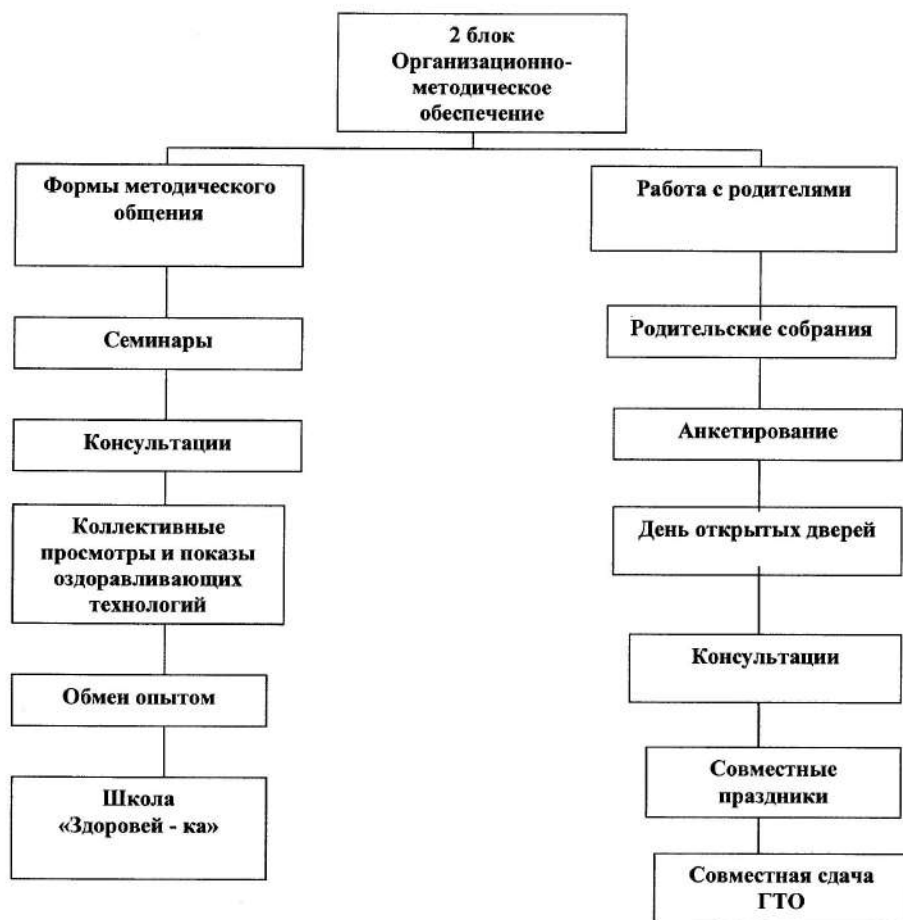 2 блок
Организационно-
методическое
обеспечение
Формы методического
общения
Работа с родителями
Семинары
Родительские собрания
Консультации
Анкетирование
Коллективные
просмотры и показы
оздоравливающих
технологий
День открытых дверей
Консультации
Обмен опытом
Совместные
праздники
Школа
«Здоровей - ка»
Совместная сдача
ГТО